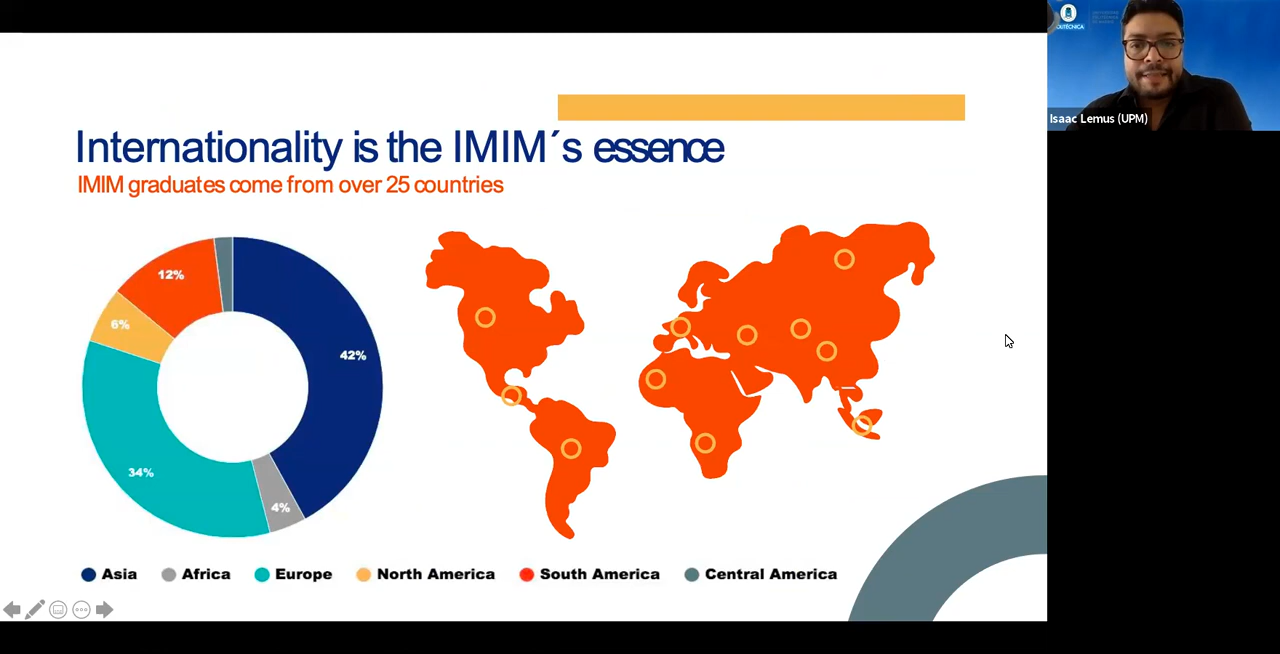 Internationality is the IMIM´s essence
IMIM graduates come from over 25 countries
12%
6%
42%
34%
4%
Asia
Africa
Europe
North America
South America
Central America
Isaac Lemus (UPM)